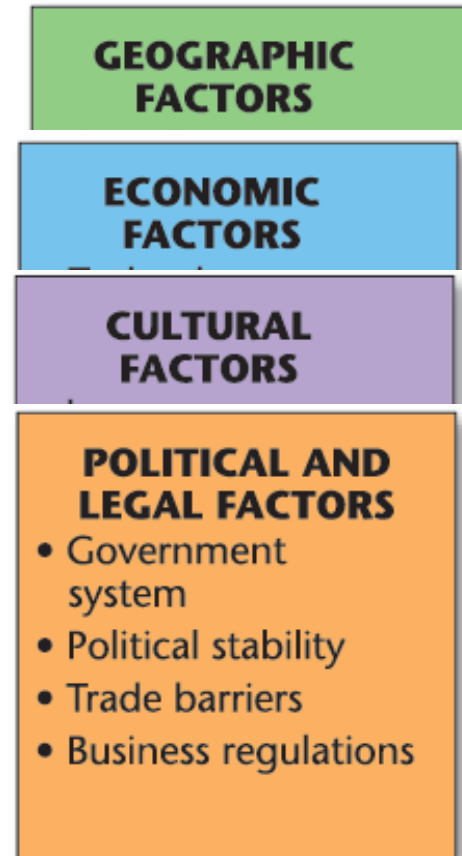 GEOGRAPHIC
FACTORS
ECONOMIC
FACTORS
CULTURAL
FACTORS
POLITICAL AND
LEGAL FACTORS
• Government
system
• Political stability
• Trade barriers
• Business regulations